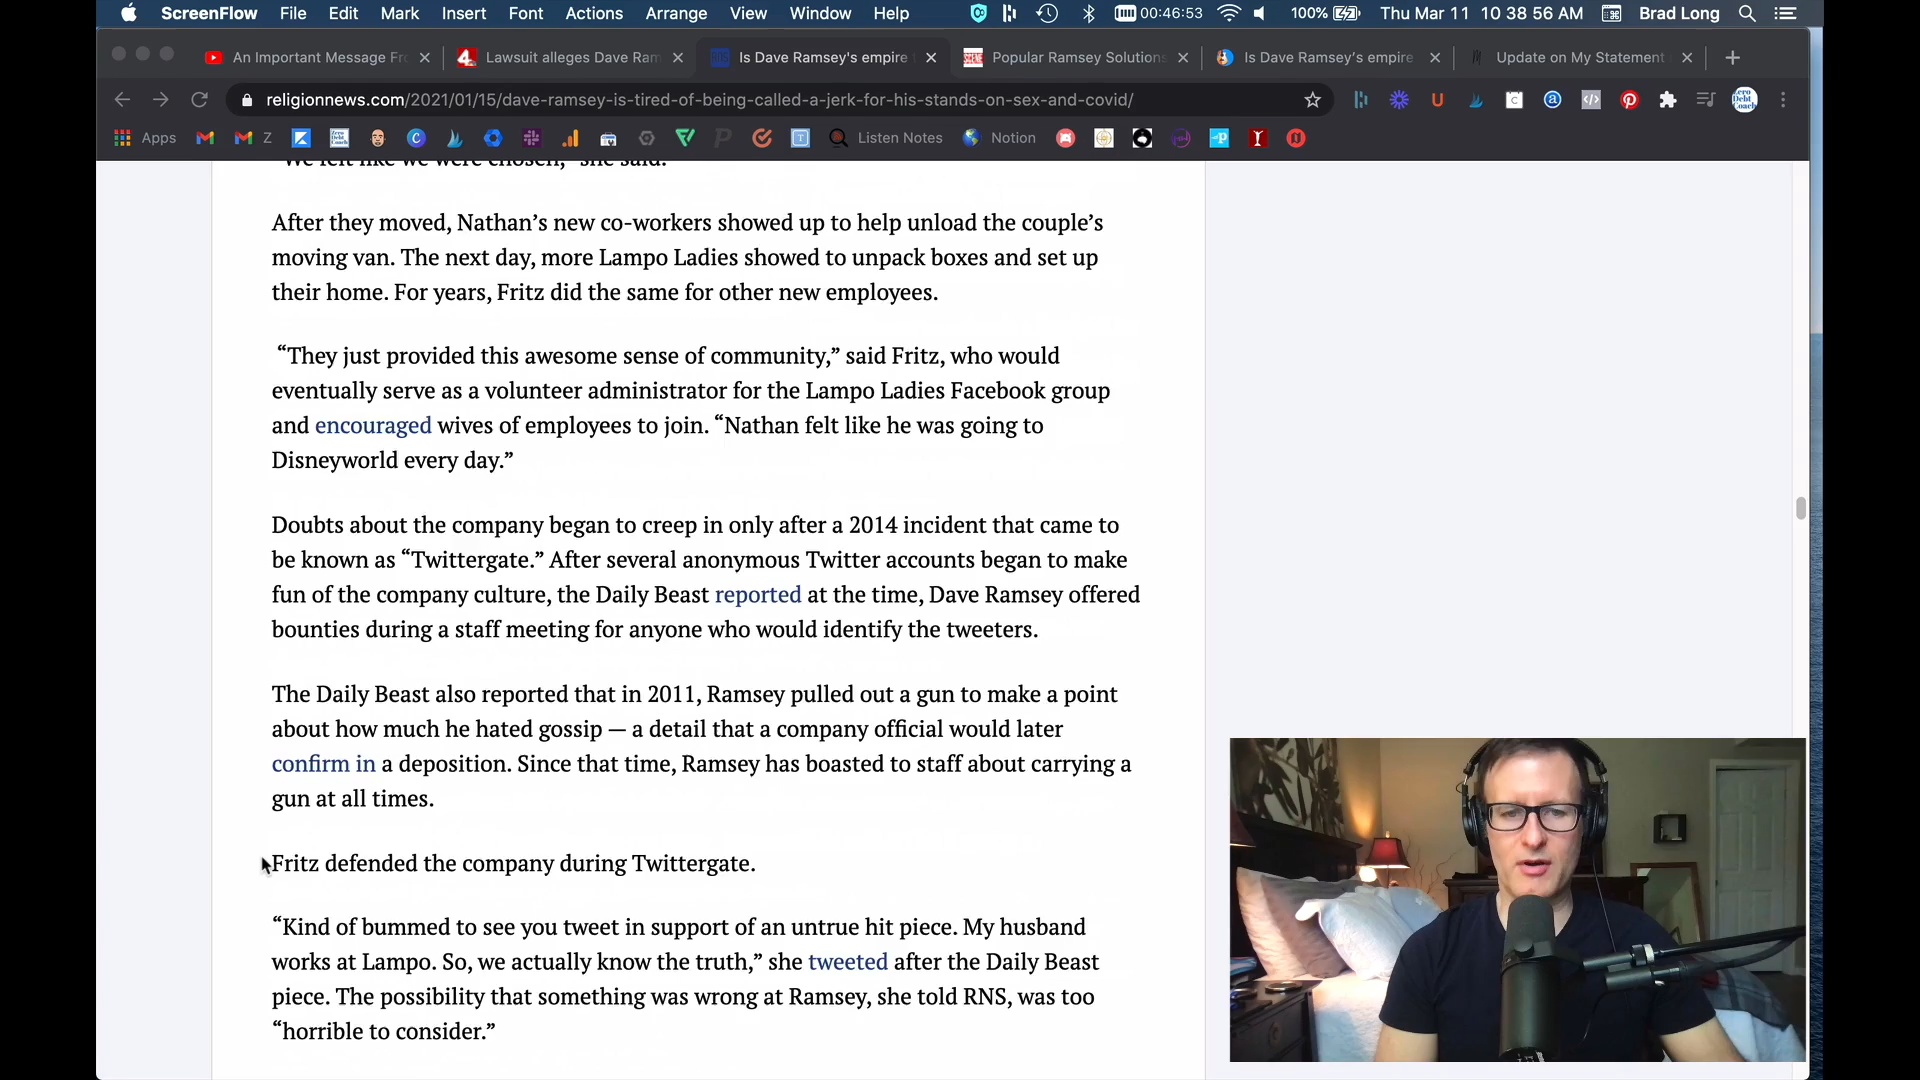 ScreenFlow File Edit Mark Insert Font Actions Arrange View Window Help 00:46:53 100% Thu Mar 11 10 38 56 AM Brad Long
An Important Message Fr Lawsuit alleges Dave Ram Is Dave Ramsey's empire Popular Ramsey Solutions Is Dave Ramsey's empire Update on My Statement
religionnews.com/2021/01/15/dave-ramsey-is-tired-of-being-called-a-jerk-for-his-stands-on-sex-and-covid/
Apps Z Listen Notes Notion
“We felt like we were chosen,” she said.
After they moved, Nathan’s new co-workers showed up to help unload the couple’s
moving van. The next day, more Lampo Ladies showed to unpack boxes and set up
their home. For years, Fritz did the same for other new employees.
“They just provided this awesome sense of community,” said Fritz, who would
eventually serve as a volunteer administrator for the Lampo Ladies Facebook group
and encouraged wives of employees to join. “Nathan felt like he was going to
Disneyworld every day.”
Doubts about the company began to creep in only after a 2014 incident that came to
be known as “Twittergate.” After several anonymous Twitter accounts began to make
fun of the company culture, the Daily Beast reported at the time, Dave Ramsey offered
bounties during a staff meeting for anyone who would identify the tweeters.
The Daily Beast also reported that in 2011, Ramsey pulled out a gun to make a point
about how much he hated gossip — a detail that a company official would later
confirm in a deposition. Since that time, Ramsey has boasted to staff about carrying a
gun at all times.
Fritz defended the company during Twittergate.
“Kind of bummed to see you tweet in support of an untrue hit piece. My husband
works at Lampo. So, we actually know the truth,” she tweeted after the Daily Beast
piece. The possibility that something was wrong at Ramsey, she told RNS, was too
“horrible to consider.”